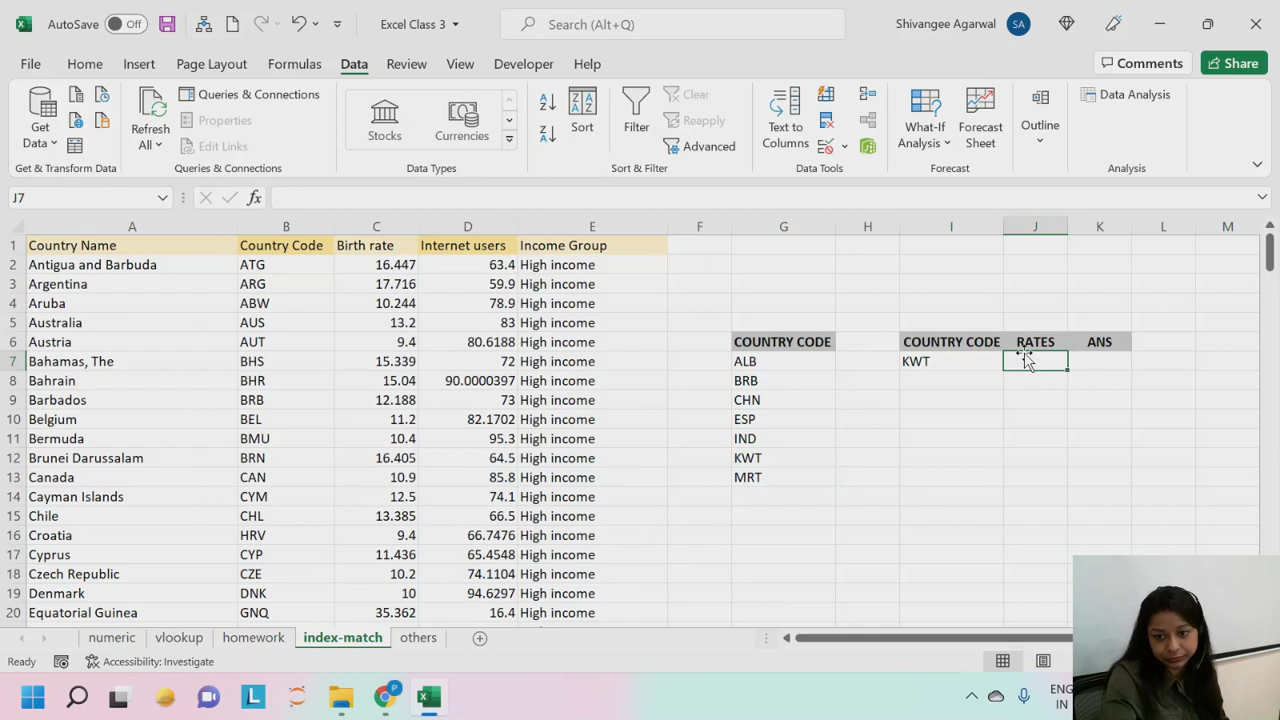 AutoSave Off Excel Class 3 Search (Alt+Q) Shivangee Agarwal SA
File Home Insert Page Layout Formulas Data Review View Developer Help Comments Share
Get Data Refresh All Queries & Connections Properties Edit Links Stocks Currencies Sort Filter Clear Reapply Advanced Text to Columns What-If Analysis Forecast Sheet Outline Data Analysis
Get & Transform Data Queries & Connections Data Types Sort & Filter Data Tools Forecast Analysis
J7 fx
A B C D E F G H I J K L M
1 Country Name Country Code Birth rate Internet users Income Group
2 Antigua and Barbuda ATG 16.447 63.4 High income
3 Argentina ARG 17.716 59.9 High income
4 Aruba ABW 10.244 78.9 High income
5 Australia AUS 13.2 83 High income
6 Austria AUT 9.4 80.6188 High income COUNTRY CODE COUNTRY CODE RATES ANS
7 Bahamas, The BHS 15.339 72 High income ALB KWT
8 Bahrain BHR 15.04 90.0000397 High income BRB
9 Barbados BRB 12.188 73 High income CHN
10 Belgium BEL 11.2 82.1702 High income ESP
11 Bermuda BMU 10.4 95.3 High income IND
12 Brunei Darussalam BRN 16.405 64.5 High income KWT
13 Canada CAN 10.9 85.8 High income MRT
14 Cayman Islands CYM 12.5 74.1 High income
15 Chile CHL 13.385 66.5 High income
16 Croatia HRV 9.4 66.7476 High income
17 Cyprus CYP 11.436 65.4548 High income
18 Czech Republic CZE 10.2 74.1104 High income
19 Denmark DNK 10 94.6297 High income
20 Equatorial Guinea GNQ 35.362 16.4 High income
numeric vlookup homework index-match others
Ready Accessibility: Investigate
ENG
IN